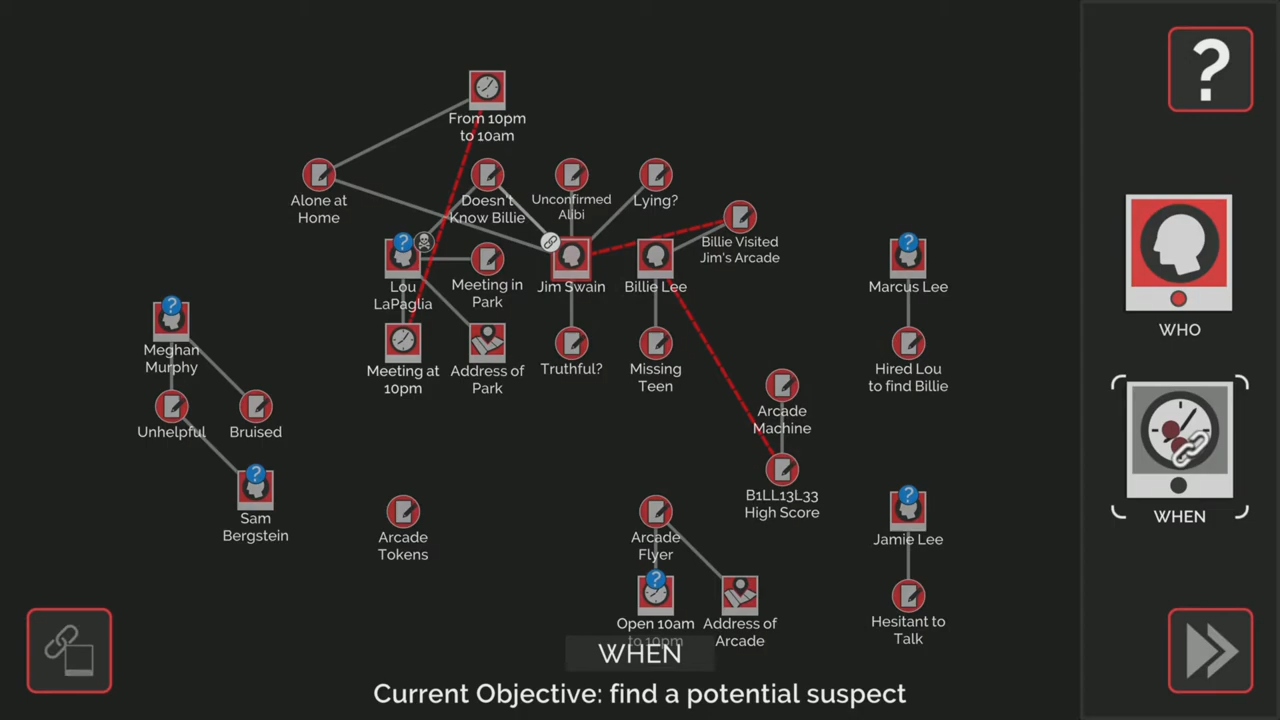 ?
From 10pm
to 10am
Alone at
Home
Doesn't
Know Billie
Unconfirmed
Alibi
Lying?
Billie Visited
Jim's Arcade
?
Lou
LaPaglia
Meeting in
Park
Jim Swain
Billie Lee
?
Marcus Lee
WHO
?
Meghan
Murphy
Meeting at
10pm
Address of
Park
Truthful?
Missing
Teen
Hired Lou
to find Billie
Unhelpful
Bruised
Arcade
Machine
?
Sam
Bergstein
B1LL13L33
High Score
WHEN
Arcade
Tokens
Arcade
Flyer
?
Jamie Lee
?
Open 10am
to 10pm
Address of
Arcade
Hesitant to
Talk
WHEN
Current Objective: find a potential suspect